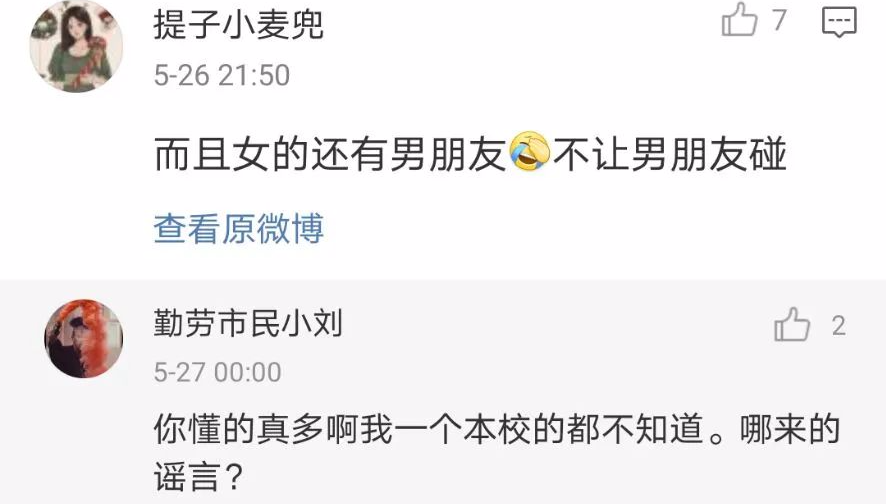 提子小麦兜
7
5-26 21:50
而且女的还有男朋友🤣不让男朋友碰
查看原微博
勤劳市民小刘
2
5-27 00:00
你懂的真多啊我一个本校的都不知道。哪来的
谣言？